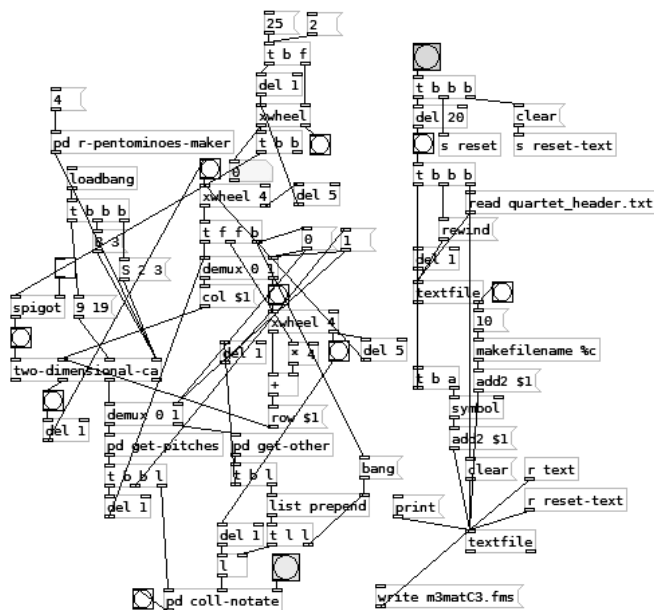 25 2
t b f
del 1
xwheel
t b b
0
4
pd r-pentominoes-maker
loadbang
xwheel 4
del 5
t b b b
t f f b
0 1
S 2 3
demux 0 1
spigot
9 19
col $1
xwheel 4
del 1
* 4
del 5
two-dimensional-ca
+
del 1
demux 0 1
row $1
pd get-pitches
pd get-other
t b b l
t b l
bang
del 1
list prepend
del 1
t l l
l
pd coll-notate
t b b b
del 20
clear
s reset
s reset-text
t b b b
read quartet_header.txt
rewind
del 1
textfile
10
makefilename %c
t b a
add2 $1
symbol
add2 $1
clear
r text
print
r reset-text
textfile
write m3matC3.fms